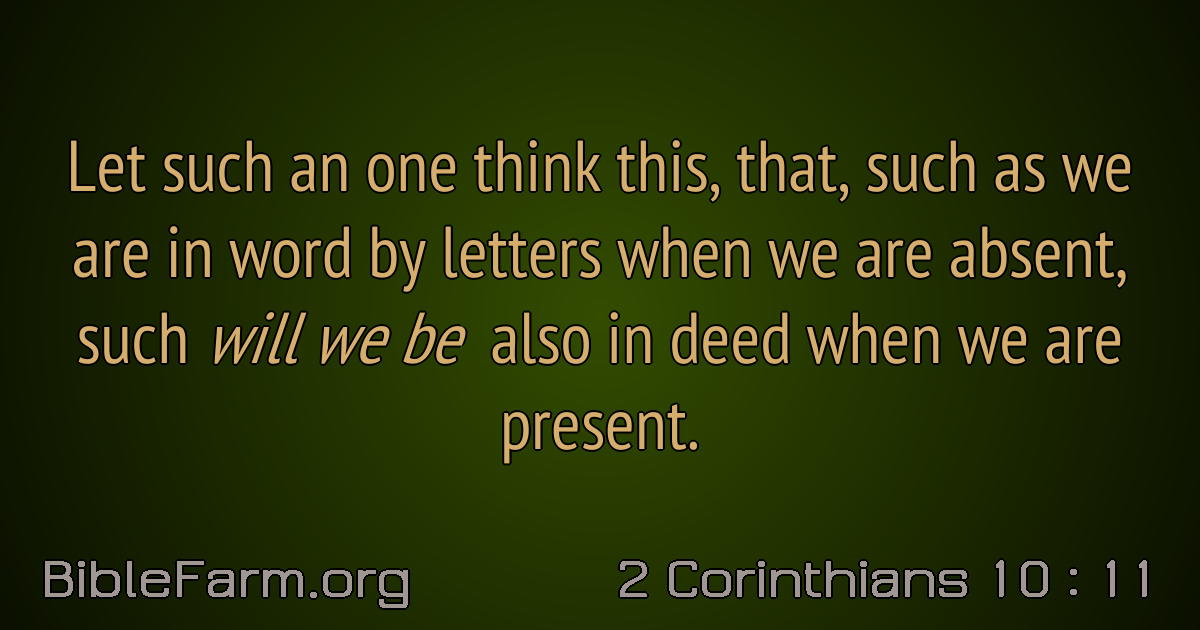 Let such an one think this, that, such as we
are in word by letters when we are absent,
such will we be also in deed when we are
present.
BibleFarm.org
2 Corinthians 10 : 11